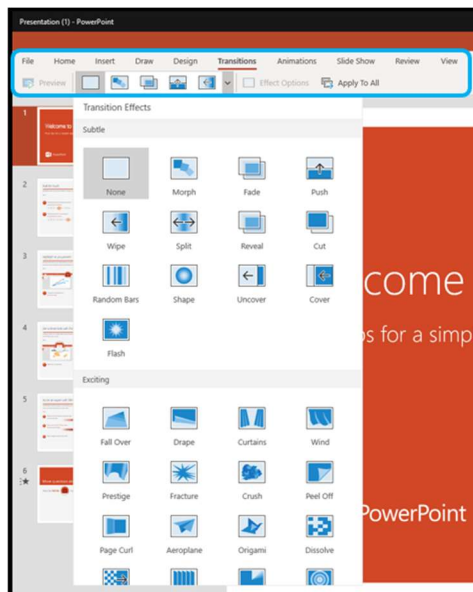 Presentation (1) - PowerPoint
File Home Insert Draw Design Transitions Animations Slide Show Review View
Preview Effect Options Apply To All
Transition Effects
Subtle
None Morph Fade Push
Wipe Split Reveal Cut
Random Bars Shape Uncover Cover
Flash
Exciting
Fall Over Drape Curtains Wind
Prestige Fracture Crush Peel Off
Page Curl Aeroplane Origami Dissolve
1
Welcome to
2
3
4
5
6
come
s for a simp
PowerPoint